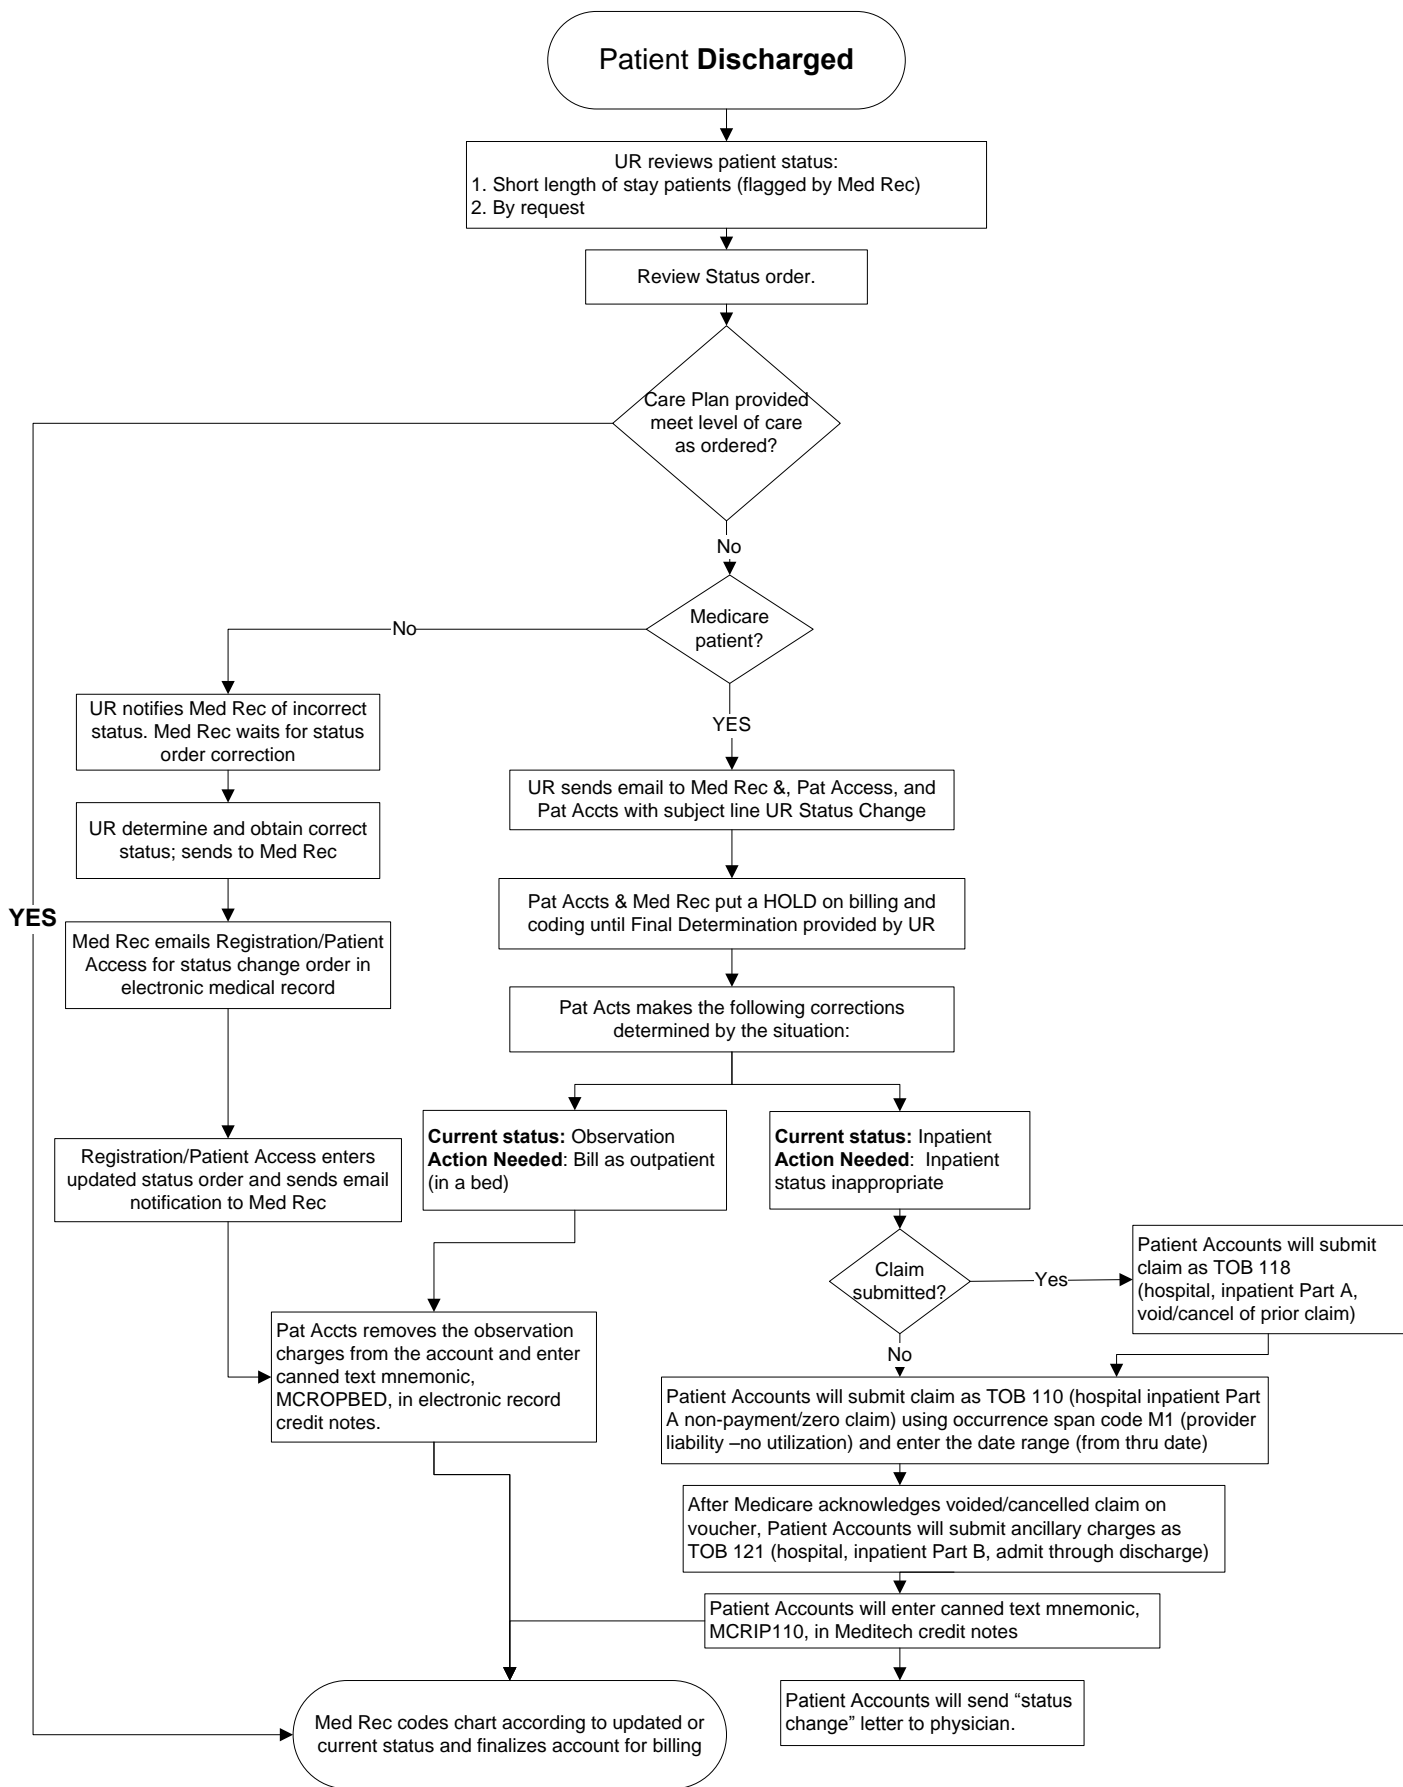 Patient Discharged
UR reviews patient status:
1. Short length of stay patients (flagged by Med Rec)
2. By request
Review Status order.
Care Plan provided
meet level of care
as ordered?
No
Medicare
patient?
No
YES
UR notifies Med Rec of incorrect
status. Med Rec waits for status
order correction
UR determine and obtain correct
status; sends to Med Rec
YES
Med Rec emails Registration/Patient
Access for status change order in
electronic medical record
Registration/Patient Access enters
updated status order and sends email
notification to Med Rec
UR sends email to Med Rec &, Pat Access, and
Pat Accts with subject line UR Status Change
Pat Accts & Med Rec put a HOLD on billing and
coding until Final Determination provided by UR
Pat Acts makes the following corrections
determined by the situation:
Current status: Observation
Action Needed: Bill as outpatient
(in a bed)
Current status: Inpatient
Action Needed:  Inpatient
status inappropriate
Claim
submitted?
Yes
No
Patient Accounts will submit
claim as TOB 118
(hospital, inpatient Part A,
void/cancel of prior claim)
Pat Accts removes the observation
charges from the account and enter
canned text mnemonic,
MCROPBED, in electronic record
credit notes.
Patient Accounts will submit claim as TOB 110 (hospital inpatient Part
A non-payment/zero claim) using occurrence span code M1 (provider
liability –no utilization) and enter the date range (from thru date)
After Medicare acknowledges voided/cancelled claim on
voucher, Patient Accounts will submit ancillary charges as
TOB 121 (hospital, inpatient Part B, admit through discharge)
Patient Accounts will enter canned text mnemonic,
MCRIP110, in Meditech credit notes
Patient Accounts will send “status
change” letter to physician.
Med Rec codes chart according to updated or
current status and finalizes account for billing